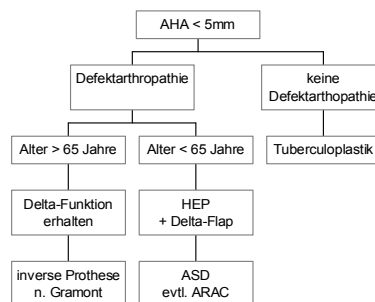 AHA < 5mm
Defektarthropathie
keine
Defektarthopathie
Alter > 65 Jahre
Alter < 65 Jahre
Tuberculoplastik
Delta-Funktion
erhalten
HEP
+ Delta-Flap
inverse Prothese
n. Gramont
ASD
evtl. ARAC